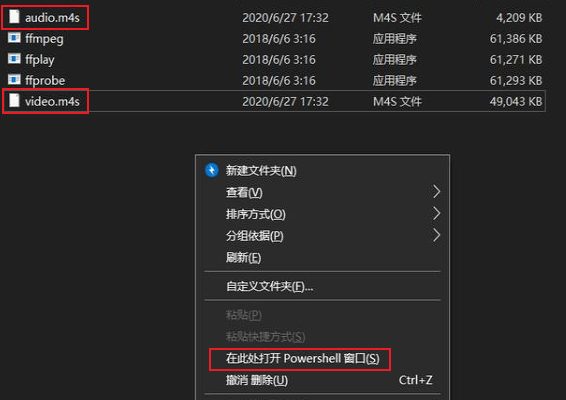 audio.m4s 2020/6/27 17:32 M4S 文件 4,209 KB
ffmpeg 2018/6/6 3:16 应用程序 61,386 KB
ffplay 2018/6/6 3:16 应用程序 61,271 KB
ffprobe 2018/6/6 3:16 应用程序 61,293 KB
video.m4s 2020/6/27 17:32 M4S 文件 49,043 KB
新建文件夹(N)
查看(V)
排序方式(O)
分组依据(P)
刷新(E)
自定义文件夹(F)...
粘贴(P)
粘贴快捷方式(S)
在此处打开 Powershell 窗口(S)
撤消 删除(U) Ctrl+Z